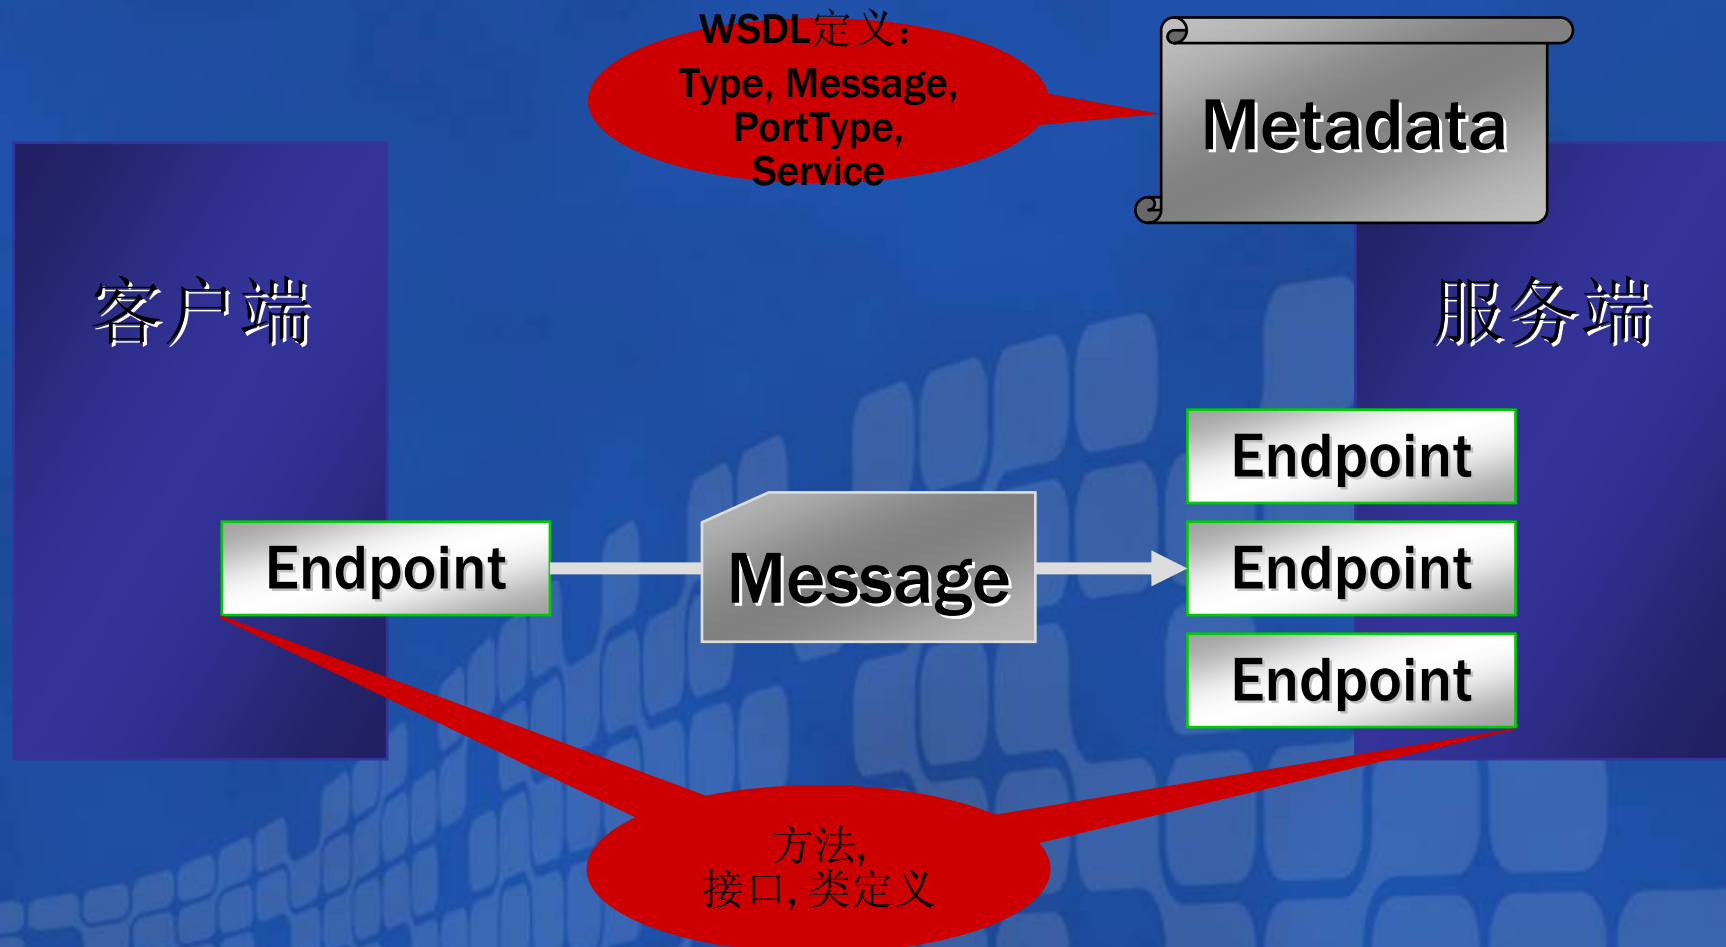 WSDL定义：
Type, Message,
PortType,
Service
Metadata
客户端
服务端
Endpoint
Endpoint
Message
Endpoint
Endpoint
方法,
接口, 类定义